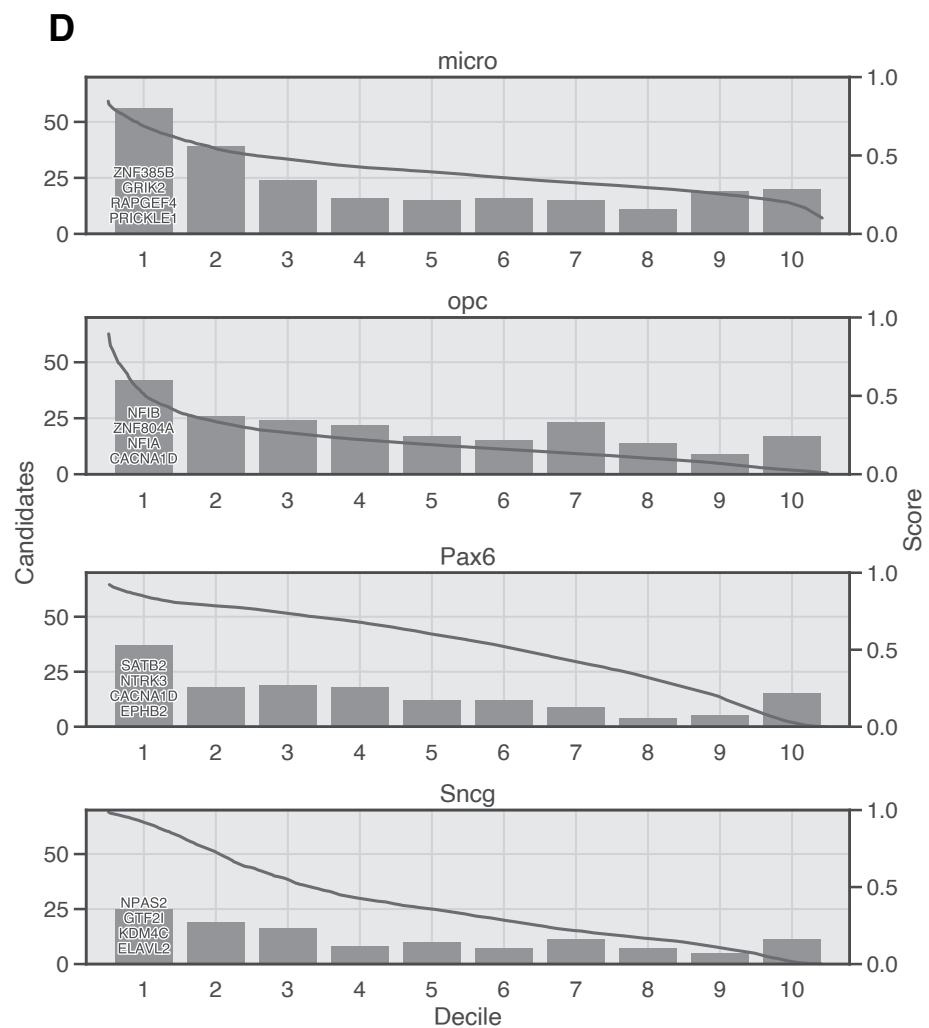 D
micro
50
25
0
1.0
0.5
0.0
ZNF385B
GRIK2
RAPGEF4
PRICKLE1
1 2 3 4 5 6 7 8 9 10
opc
50
25
0
1.0
0.5
0.0
NFIB
ZNF804A
NFIA
CACNA1D
1 2 3 4 5 6 7 8 9 10
Candidates
Score
Pax6
50
25
0
1.0
0.5
0.0
SATB2
NTRK3
CACNA1D
EPHB2
1 2 3 4 5 6 7 8 9 10
Sncg
50
25
0
1.0
0.5
0.0
NPAS2
GTF2I
KDM4C
ELAVL2
1 2 3 4 5 6 7 8 9 10
Decile